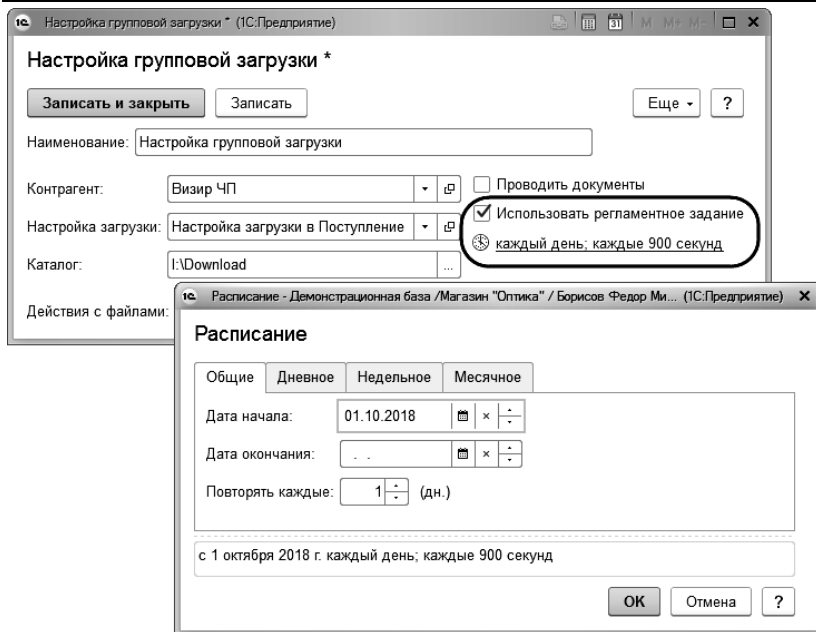 Настройка групповой загрузки * (1С:Предприятие)
31 M M+ M-
Настройка групповой загрузки *
Записать и закрыть Записать Еще ?
Наименование: Настройка групповой загрузки
Контрагент: Визир ЧП Проводить документы
Использовать регламентное задание
Настройка загрузки: Настройка загрузки в Поступление
каждый день; каждые 900 секунд
Каталог: I:\Download ...
Действия с файлами:
Расписание - Демонстрационная база /Магазин "Оптика" / Борисов Федор Ми... (1С:Предприятие)
Расписание
Общие Дневное Недельное Месячное
Дата начала: 01.10.2018
Дата окончания: . .
Повторять каждые: 1 (дн.)
с 1 октября 2018 г. каждый день; каждые 900 секунд
ОК Отмена ?